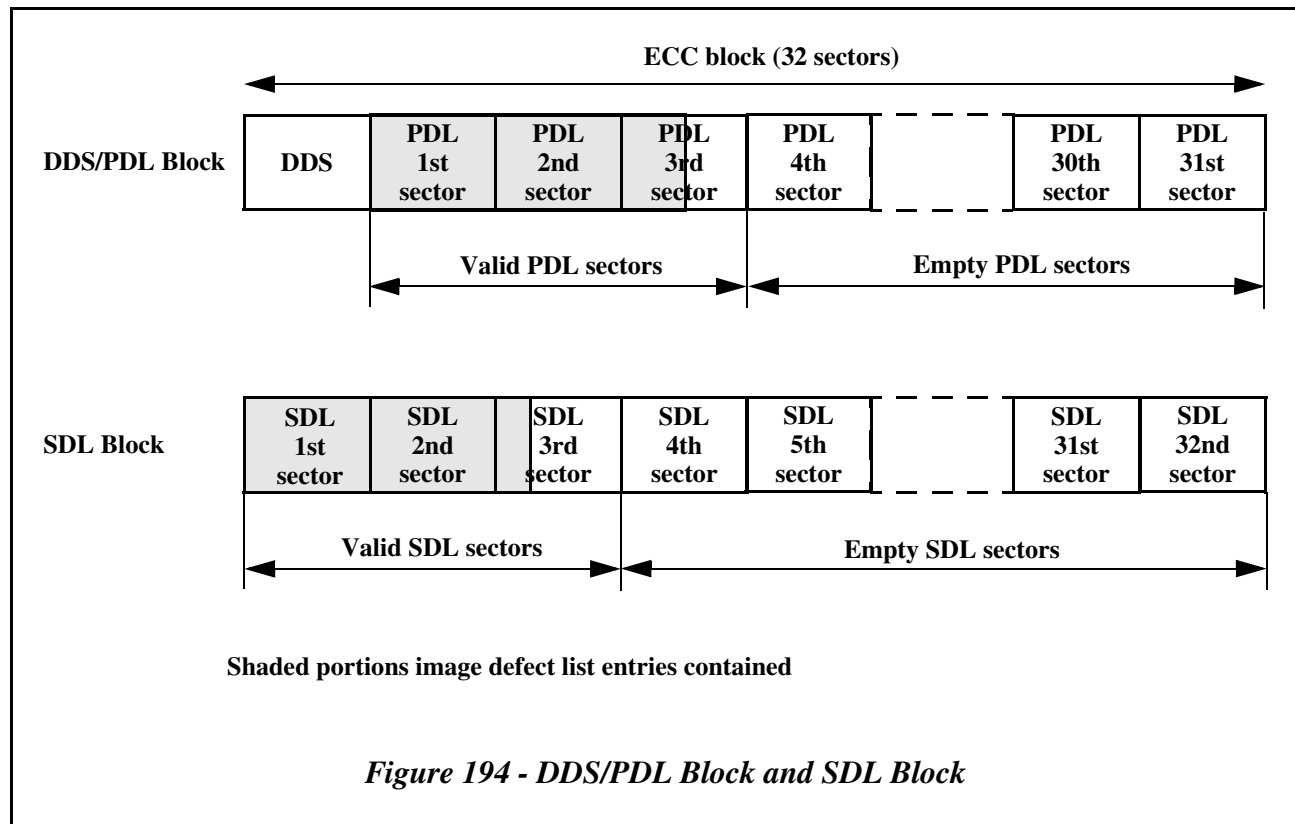 ECC block (32 sectors)
DDS/PDL Block
DDS
PDL
1st
sector
PDL
2nd
sector
PDL
3rd
sector
PDL
4th
sector
PDL
30th
sector
PDL
31st
sector
Valid PDL sectors
Empty PDL sectors
SDL Block
SDL
1st
sector
SDL
2nd
sector
SDL
3rd
sector
SDL
4th
sector
SDL
5th
sector
SDL
31st
sector
SDL
32nd
sector
Valid SDL sectors
Empty SDL sectors
Shaded portions image defect list entries contained
Figure 194 - DDS/PDL Block and SDL Block